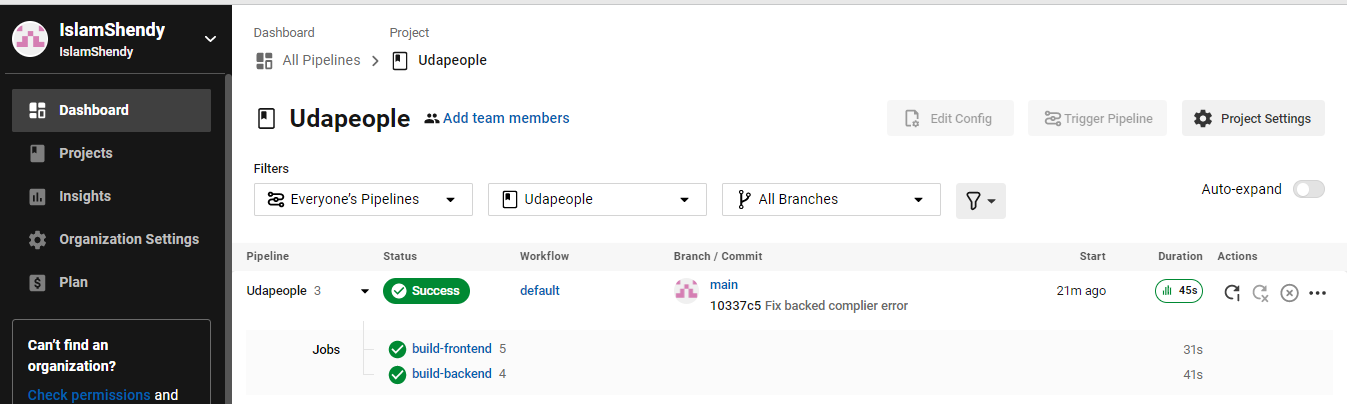 IslamShendy
IslamShendy
Dashboard
Projects
Insights
Organization Settings
Plan
Can't find an
organization?
Check permissions and
Dashboard Project
All Pipelines Udapeople
Udapeople Add team members Edit Config Trigger Pipeline Project Settings
Filters
Everyone's Pipelines Udapeople All Branches Auto-expand
Pipeline Status Workflow Branch / Commit Start Duration Actions
Udapeople 3 Success default main 21m ago 45s
10337c5 Fix backed complier error
Jobs build-frontend 5 31s
build-backend 4 41s